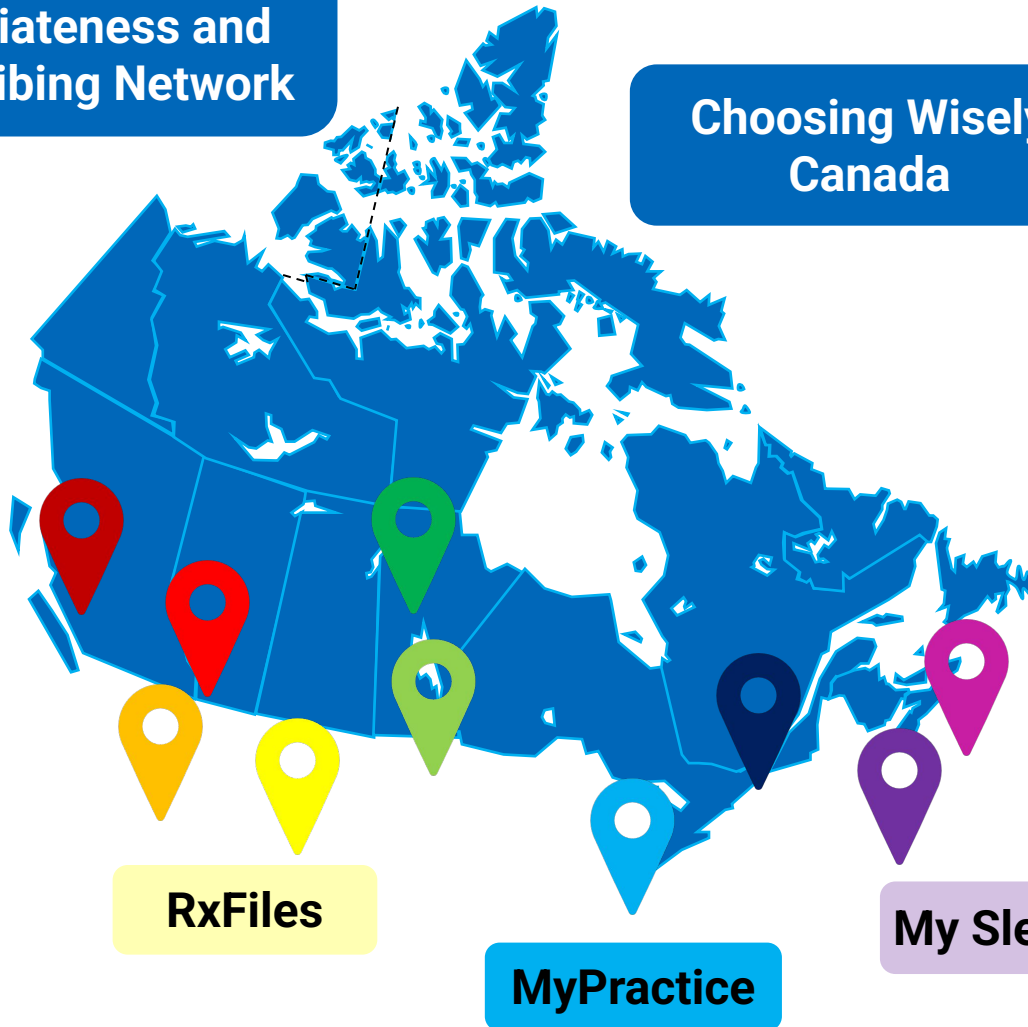 iateness and
ibing Network
Choosing Wisely
Canada
RxFiles
MyPractice
My Sle